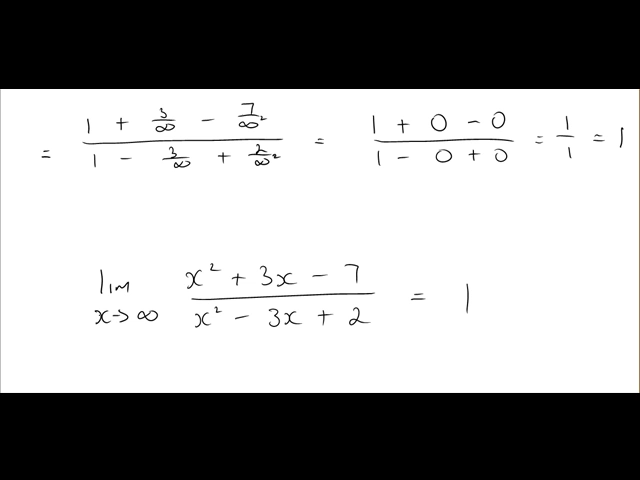 = (1 + 3/∞ − 7/∞²)/(1 − 3/∞ + 2/∞²) = (1 + 0 − 0)/(1 − 0 + 0) = 1/1 = 1
lim x→∞ (x² + 3x − 7)/(x² − 3x + 2) = 1